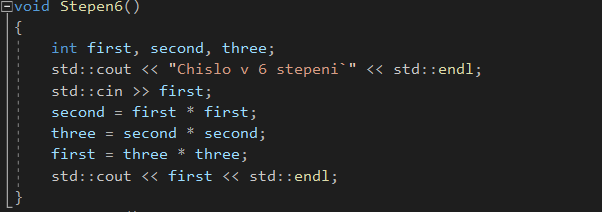 void Stepen6()
{
int first, second, three;
std::cout << "Chislo v 6 stepeni`" << std::endl;
std::cin >> first;
second = first * first;
three = second * second;
first = three * three;
std::cout << first << std::endl;
}